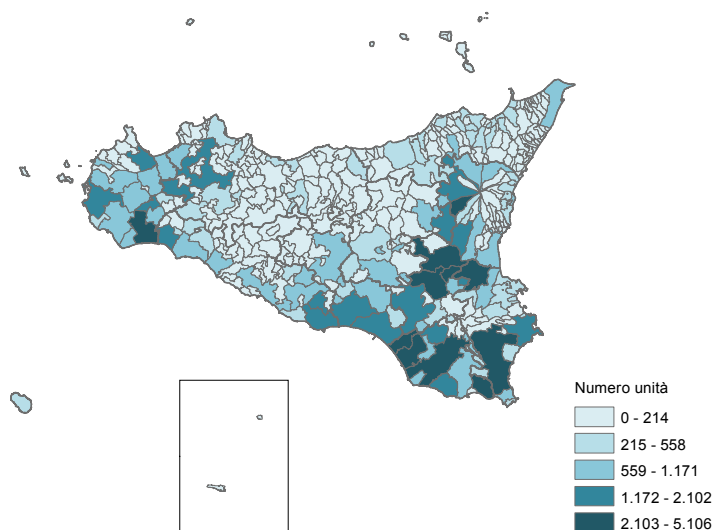 Numero unità
0 - 214
215 - 558
559 - 1.171
1.172 - 2.102
2.103 - 5.106